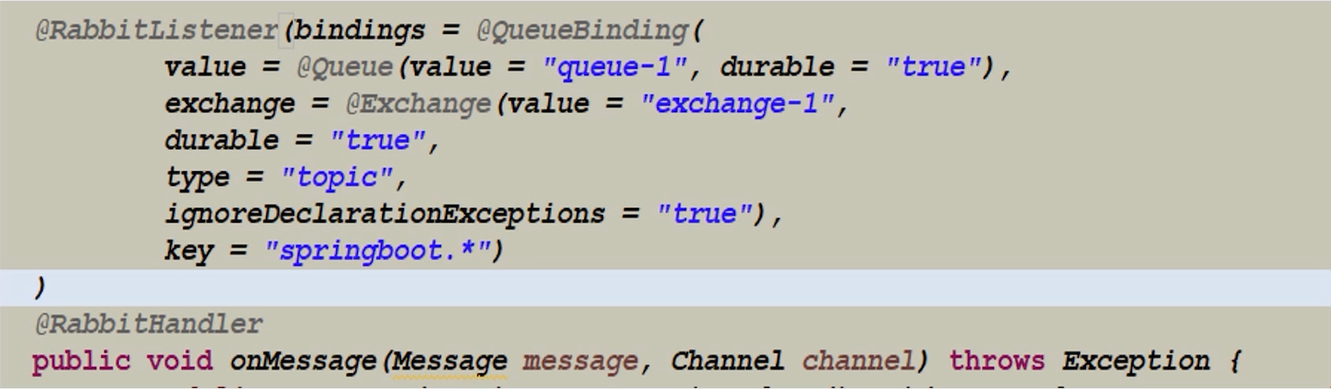 @RabbitListener(bindings = @QueueBinding(
value = @Queue(value = "queue-1", durable = "true"),
exchange = @Exchange(value = "exchange-1",
durable = "true",
type = "topic",
ignoreDeclarationExceptions = "true"),
key = "springboot.*")
)
@RabbitHandler
public void onMessage(Message message, Channel channel) throws Exception {